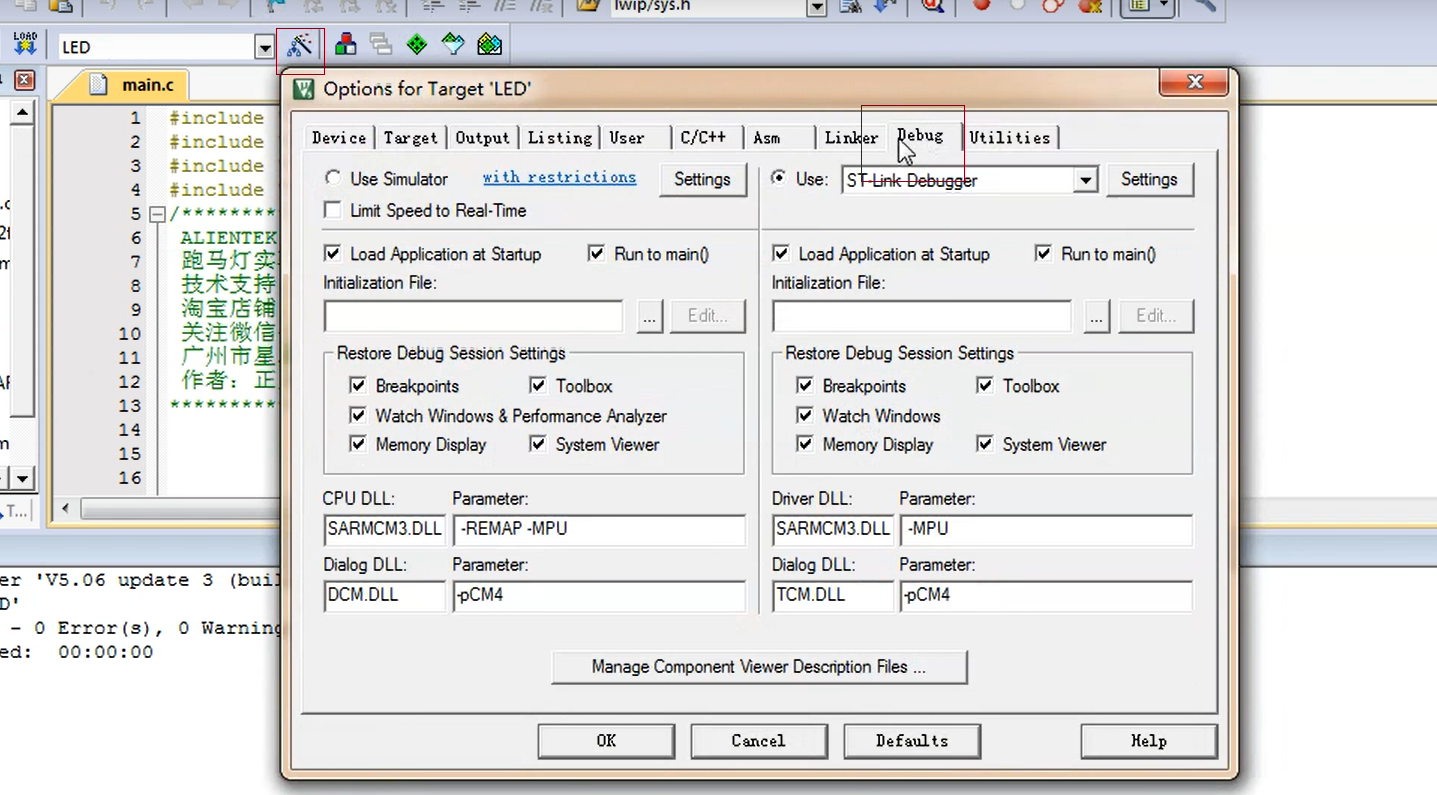 lwip/sys.h
LOAD
LED
main.c
Options for Target 'LED'
Device
Target
Output
Listing
User
C/C++
Asm
Linker
Debug
Utilities
Use Simulator
with restrictions
Settings
Use:
ST-Link Debugger
Settings
Limit Speed to Real-Time
Load Application at Startup
Run to main()
Load Application at Startup
Run to main()
Initialization File:
Initialization File:
...
Edit...
...
Edit...
Restore Debug Session Settings
Restore Debug Session Settings
Breakpoints
Toolbox
Breakpoints
Toolbox
Watch Windows & Performance Analyzer
Watch Windows
Memory Display
System Viewer
Memory Display
System Viewer
CPU DLL:
Parameter:
Driver DLL:
Parameter:
SARMCM3.DLL
-REMAP -MPU
SARMCM3.DLL
-MPU
Dialog DLL:
Parameter:
Dialog DLL:
Parameter:
DCM.DLL
-pCM4
TCM.DLL
-pCM4
Manage Component Viewer Description Files ...
OK
Cancel
Defaults
Help
1 #include
2 #include
3 #include
4 #include
5 /*********
6 ALIENTEK
7 跑马灯实
8 技术支持
9 淘宝店铺
10 关注微信
11 广州市星
12 作者：正
13 *********
14
15
16
T...
er 'V5.06 update 3 (buil
D'
- 0 Error(s), 0 Warning
ed: 00:00:00